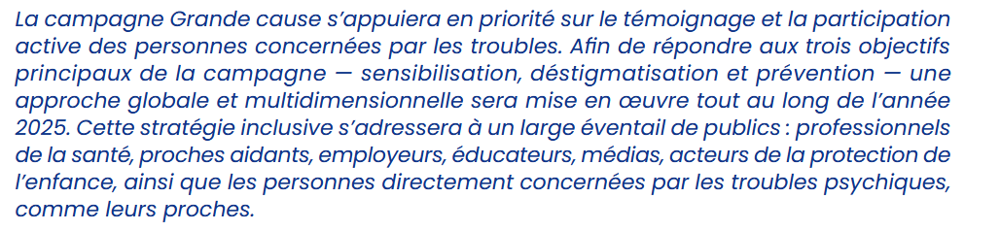 La campagne Grande cause s’appuiera en priorité sur le témoignage et la participation
active des personnes concernées par les troubles. Afin de répondre aux trois objectifs
principaux de la campagne — sensibilisation, déstigmatisation et prévention — une
approche globale et multidimensionnelle sera mise en œuvre tout au long de l’année
2025. Cette stratégie inclusive s’adressera à un large éventail de publics : professionnels
de la santé, proches aidants, employeurs, éducateurs, médias, acteurs de la protection de
l’enfance, ainsi que les personnes directement concernées par les troubles psychiques,
comme leurs proches.